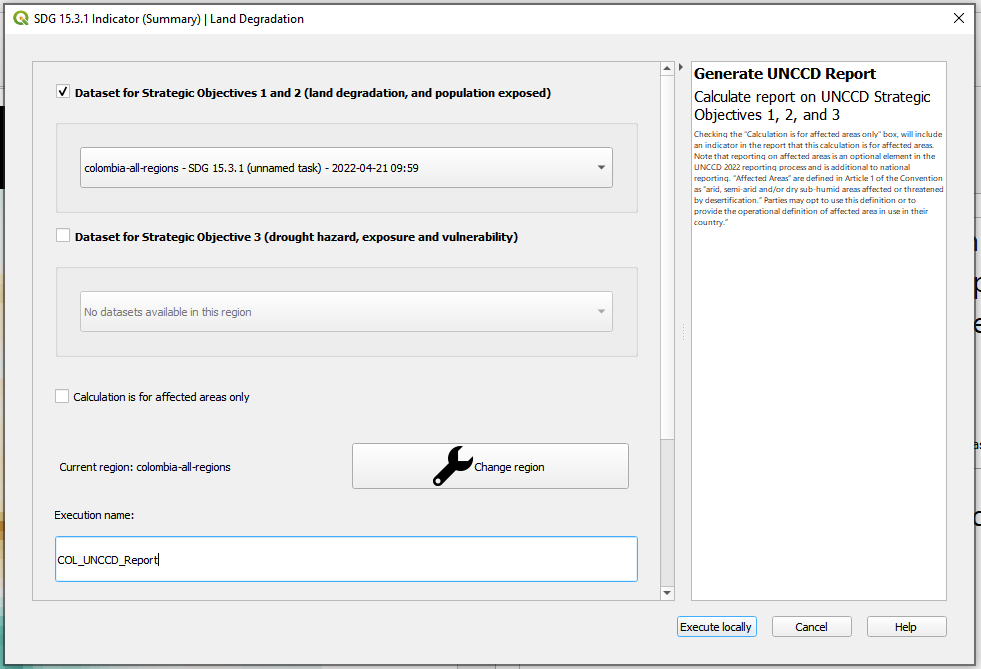 SDG 15.3.1 Indicator (Summary) | Land Degradation
Dataset for Strategic Objectives 1 and 2 (land degradation, and population exposed)
colombia-all-regions - SDG 15.3.1 (unnamed task) - 2022-04-21 09:59
Dataset for Strategic Objective 3 (drought hazard, exposure and vulnerability)
No datasets available in this region
Calculation is for affected areas only
Current region: colombia-all-regions
Change region
Execution name:
COL_UNCCD_Report
Generate UNCCD Report
Calculate report on UNCCD Strategic
Objectives 1, 2, and 3
Checking the "Calculation is for affected areas only" box, will include
an indicator in the report that this calculation is for affected areas.
Note that reporting on affected areas is an optional element in the
UNCCD 2022 reporting process and is additional to national
reporting. "Affected Areas" are defined in Article 1 of the Convention
as "arid, semi-arid and/or dry sub-humid areas affected or threatened
by desertification." Parties may opt to use this definition or to
provide the operational definition of affected area in use in their
country."
Execute locally
Cancel
Help